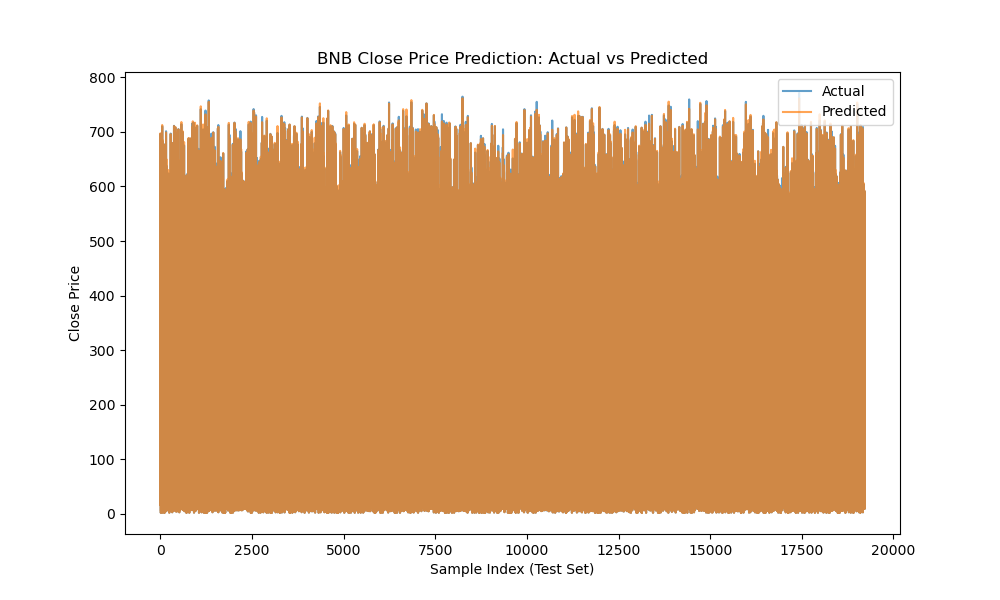 BNB Close Price Prediction: Actual vs Predicted
Actual
Predicted
800
700
600
500
400
300
200
100
0
Close Price
0 2500 5000 7500 10000 12500 15000 17500 20000
Sample Index (Test Set)